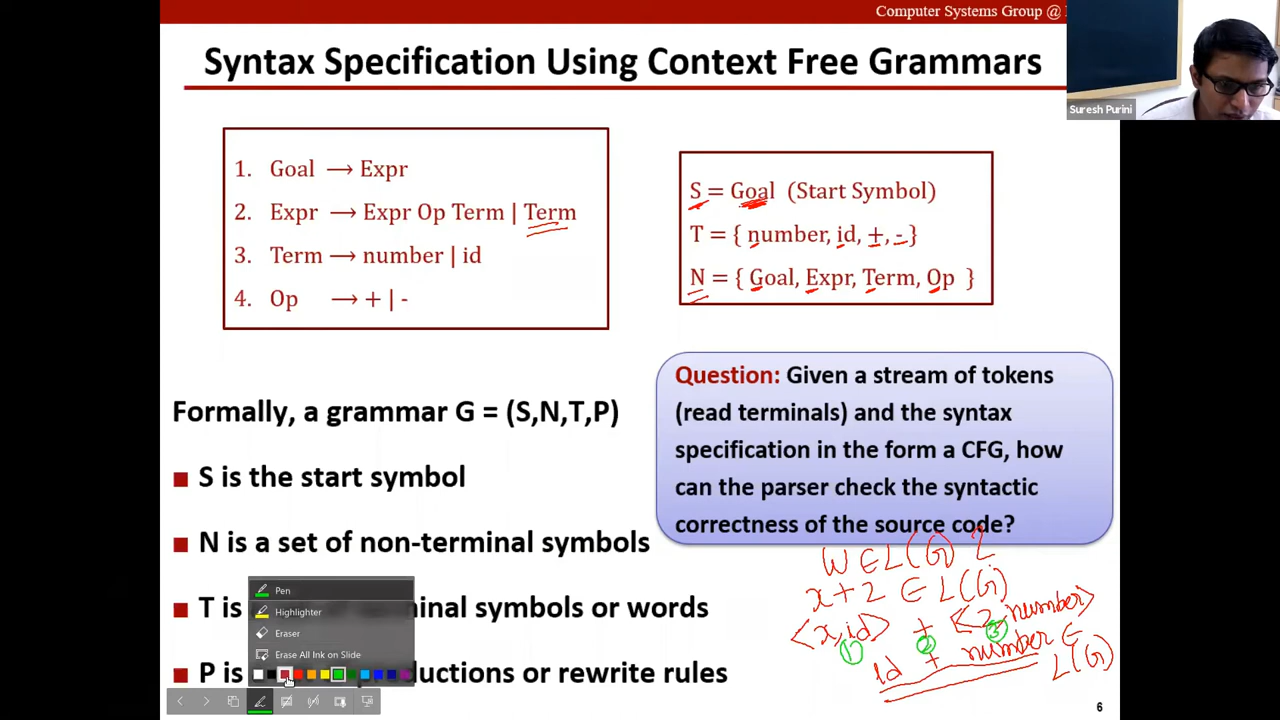 Computer Systems Group @
Syntax Specification Using Context Free Grammars
Suresh Purini
1. Goal → Expr
2. Expr → Expr Op Term | Term
3. Term → number | id
4. Op → + | -
S = Goal (Start Symbol)
T = { number, id, +, - }
N = { Goal, Expr, Term, Op }
Formally, a grammar G = (S,N,T,P)
■ S is the start symbol
■ N is a set of non-terminal symbols
■ T is minal symbols or words
■ P is ductions or rewrite rules
Question: Given a stream of tokens
(read terminals) and the syntax
specification in the form a CFG, how
can the parser check the syntactic
correctness of the source code?
W ∈ L(G) ?
x + 2 ∈ L(G)
<x, id> + <2, number>
1 2 3
id + number ∈
L(G)
Pen
Highlighter
Eraser
Erase All Ink on Slide
6